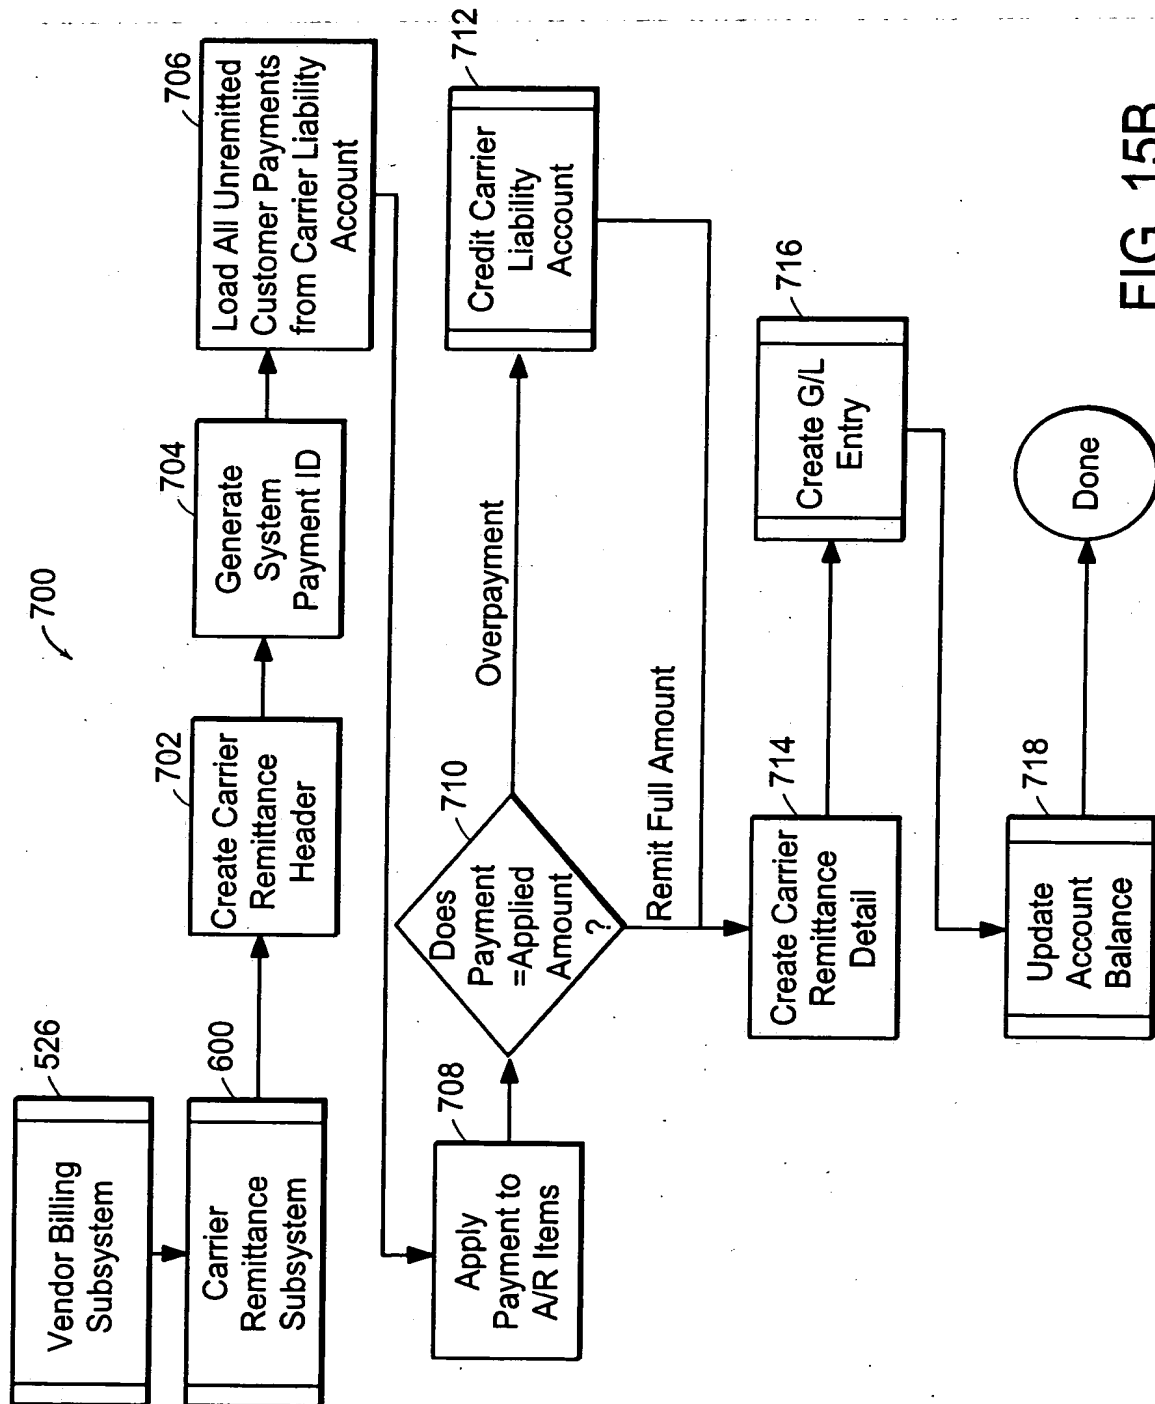 700
526
Vendor Billing
Subsystem
600
Carrier
Remittance
Subsystem
702
Create Carrier
Remittance
Header
704
Generate
System
Payment ID
706
Load All Unremitted
Customer Payments
from Carrier Liability
Account
708
Apply
Payment to
A/R Items
710
Does
Payment
=Applied
Amount
?
Overpayment
712
Credit Carrier
Liability
Account
Remit Full Amount
714
Create Carrier
Remittance
Detail
716
Create G/L
Entry
718
Update
Account
Balance
Done
FIG. 15B